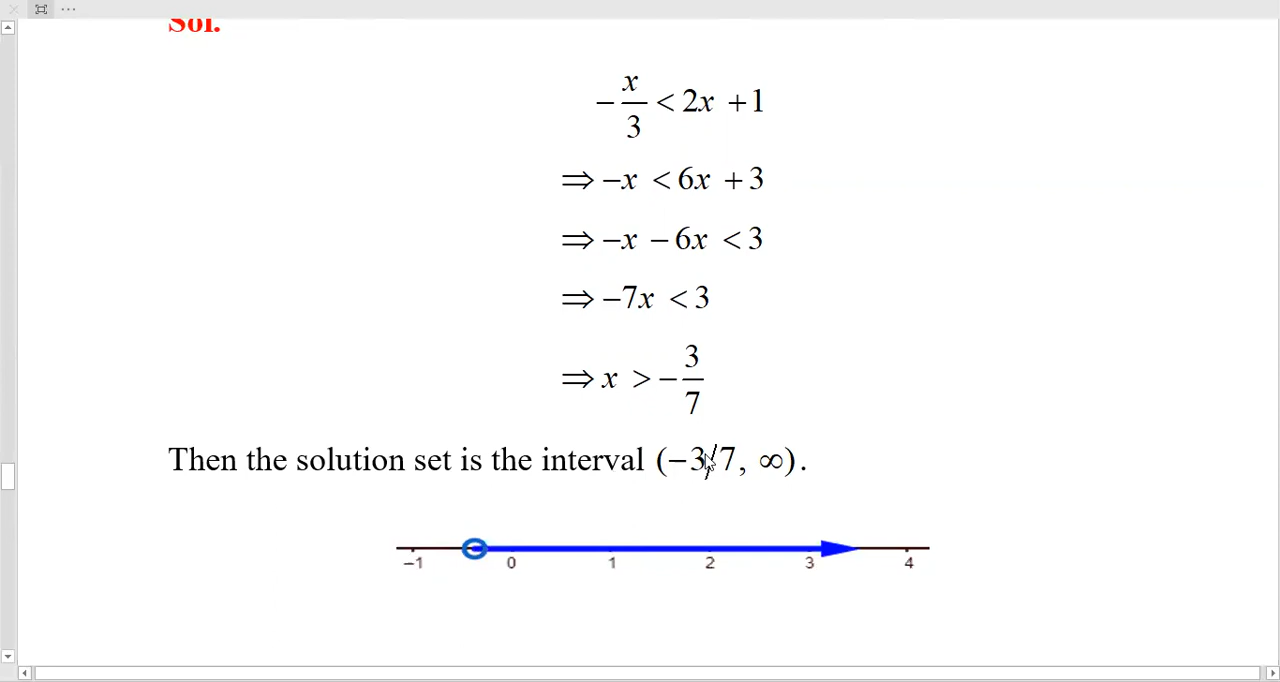 Sol.
−x/3 < 2x + 1
⇒ −x < 6x + 3
⇒ −x − 6x < 3
⇒ −7x < 3
⇒ x > −3/7
Then the solution set is the interval (−3/7, ∞).
−1 0 1 2 3 4